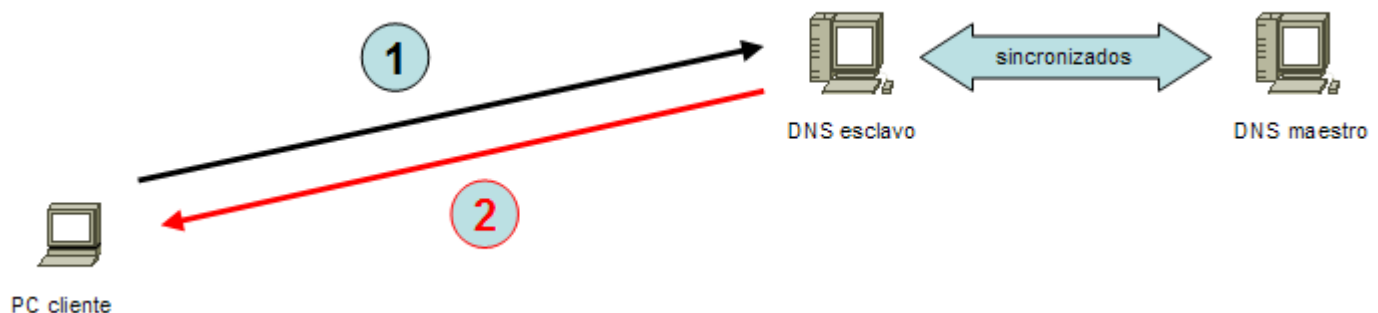 1
sincronizados
DNS esclavo
DNS maestro
2
PC cliente